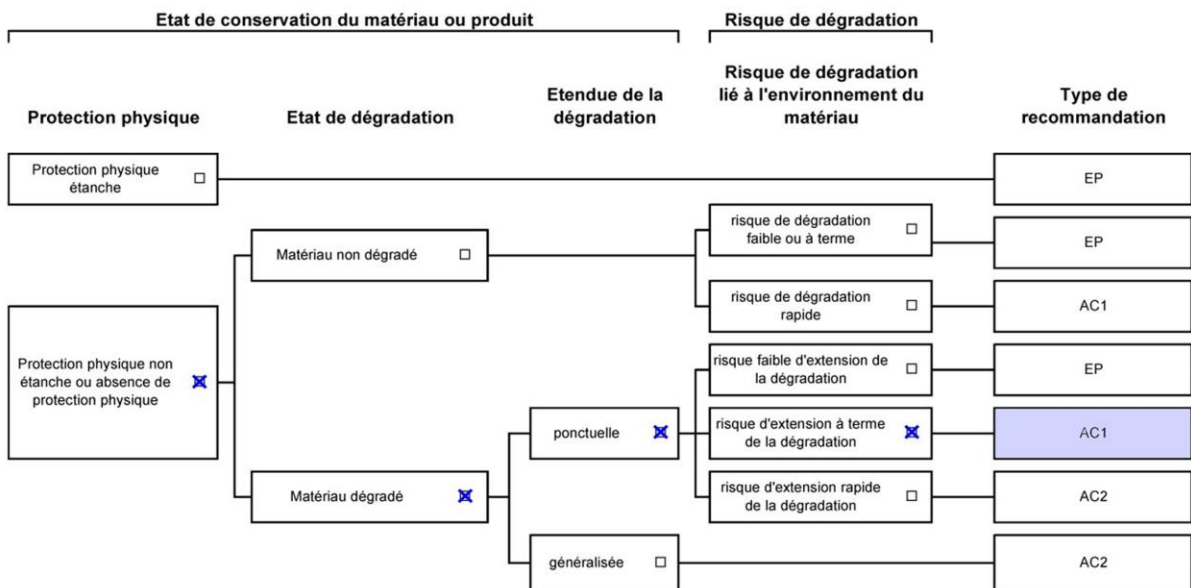 Etat de conservation du matériau ou produit
Risque de dégradation
Protection physique
Etat de dégradation
Etendue de la
dégradation
Risque de dégradation
lié à l'environnement du
matériau
Type de
recommandation
Protection physique
étanche
EP
Matériau non dégradé
risque de dégradation
faible ou à terme
EP
risque de dégradation
rapide
AC1
Protection physique non
étanche ou absence de
protection physique
risque faible d'extension de
la dégradation
EP
ponctuelle
risque d'extension à terme
de la dégradation
AC1
Matériau dégradé
risque d'extension rapide
de la dégradation
AC2
généralisée
AC2